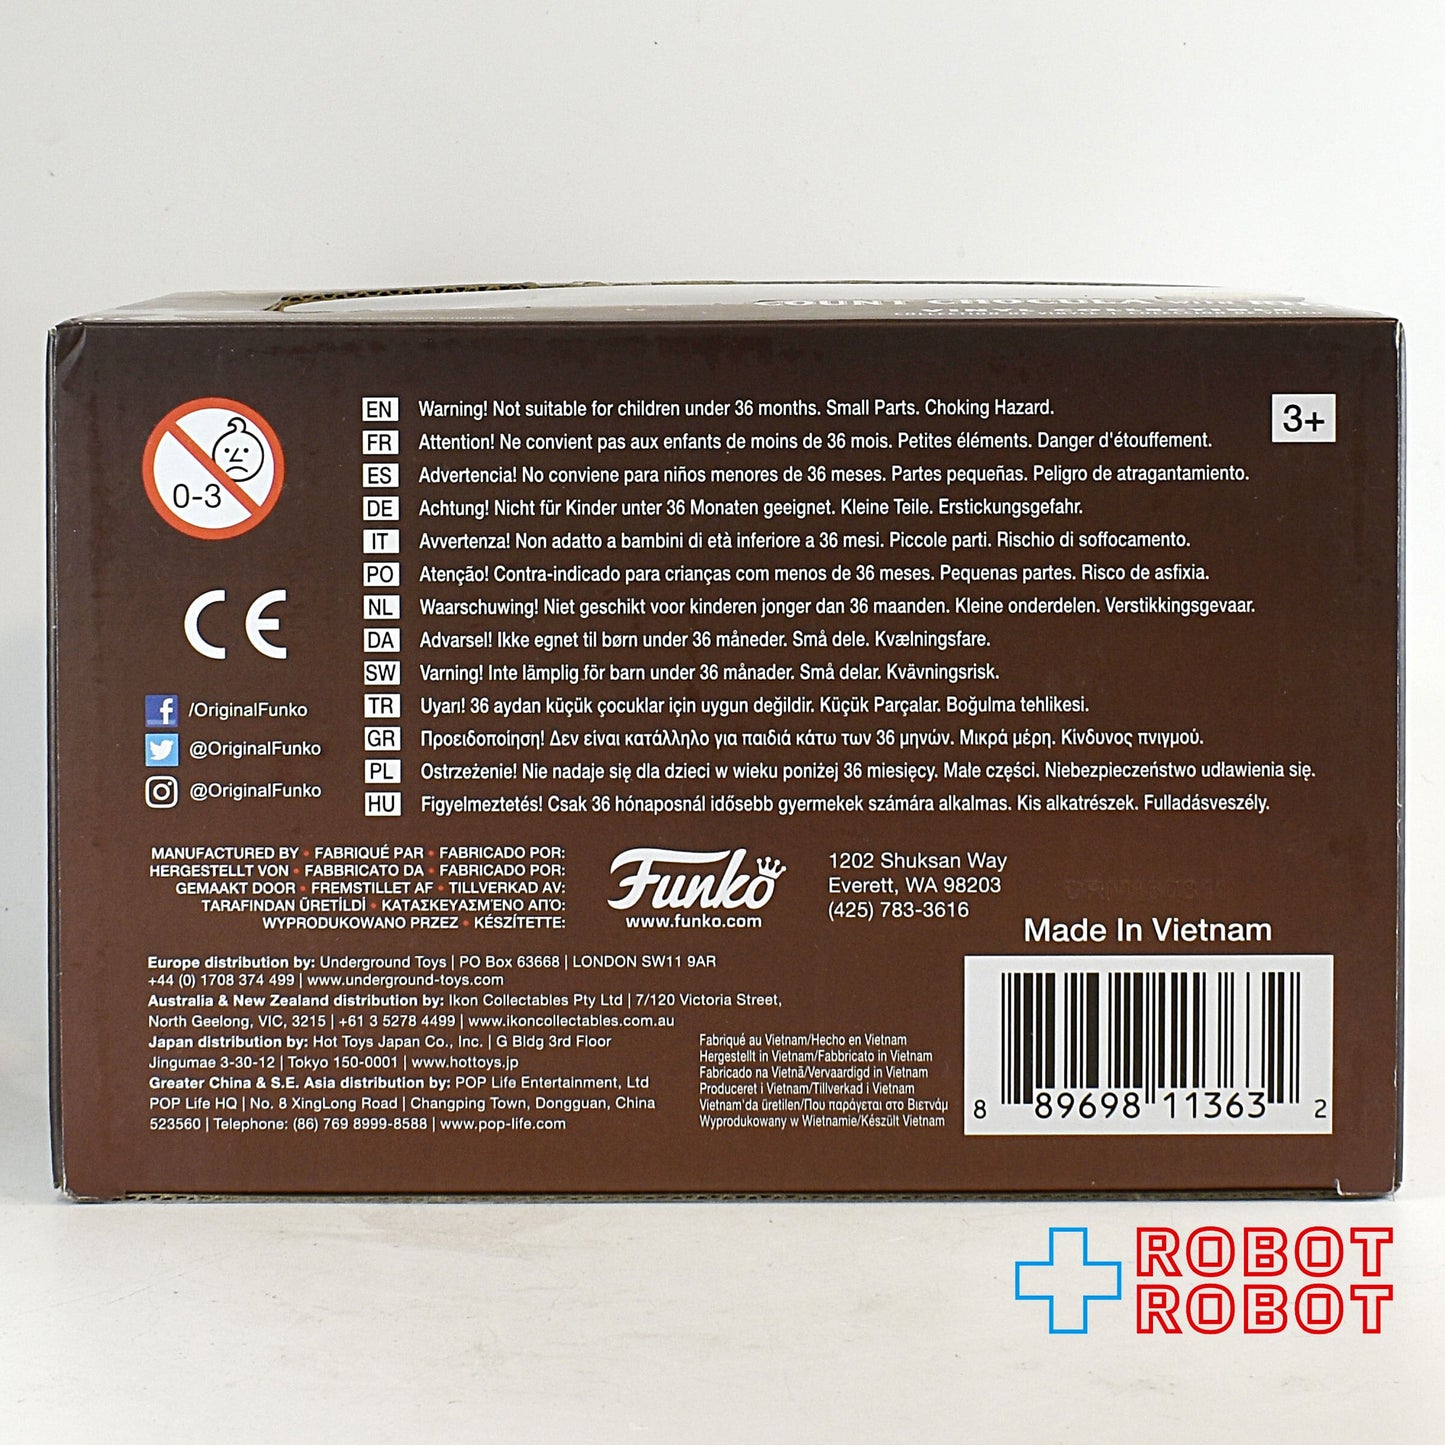 COUNT CHOCULA WITH
EN Warning! Not suitable for children under 36 months. Small Parts. Choking Hazard.
3+
FR Attention! Ne convient pas aux enfants de moins de 36 mois. Petites éléments. Danger d'étouffement.
ES Advertencia! No conviene para niños menores de 36 meses. Partes pequeñas. Peligro de atragantamiento.
0-3
DE Achtung! Nicht für Kinder unter 36 Monaten geeignet. Kleine Teile. Erstickungsgefahr.
IT Avvertenza! Non adatto a bambini di età inferiore a 36 mesi. Piccole parti. Rischio di soffocamento.
PO Atenção! Contra-indicado para crianças com menos de 36 meses. Pequenas partes. Risco de asfixia.
NL Waarschuwing! Niet geschikt voor kinderen jonger dan 36 maanden. Kleine onderdelen. Verstikkingsgevaar.
CE
DA Advarsel! Ikke egnet til børn under 36 måneder. Små dele. Kvælningsfare.
SW Varning! Inte lämplig för barn under 36 månader. Små delar. Kvävningsrisk.
TR Uyarı! 36 aydan küçük çocuklar için uygun değildir. Küçük Parçalar. Boğulma tehlikesi.
GR Προειδοποίηση! Δεν είναι κατάλληλο για παιδιά κάτω των 36 μηνών. Μικρά μέρη. Κίνδυνος πνιγμού.
PL Ostrzeżenie! Nie nadaje się dla dzieci w wieku poniżej 36 miesięcy. Małe części. Niebezpieczeństwo udławienia się.
HU Figyelmeztetés! Csak 36 hónaposnál idősebb gyermekek számára alkalmas. Kis alkatrészek. Fulladásveszély.
/OriginalFunko
@OriginalFunko
@OriginalFunko
MANUFACTURED BY • FABRIQUÉ PAR • FABRICADO POR:
HERGESTELLT VON • FABBRICATO DA • FABRICADO POR:
GEMAAKT DOOR • FREMSTILLET AF • TILLVERKAD AV:
TARAFINDAN ÜRETİLDİ • ΚΑΤΑΣΚΕΥΑΣΜΈΝΟ ΑΠΌ:
WYPRODUKOWANO PRZEZ • KÉSZÍTETTE:
Funko
www.funko.com
1202 Shuksan Way
Everett, WA 98203
(425) 783-3616
Made In Vietnam
Europe distribution by: Underground Toys | PO Box 63668 | LONDON SW11 9AR
+44 (0) 1708 374 499 | www.underground-toys.com
Australia & New Zealand distribution by: Ikon Collectables Pty Ltd | 7/120 Victoria Street,
North Geelong, VIC, 3215 | +61 3 5278 4499 | www.ikoncollectables.com.au
Japan distribution by: Hot Toys Japan Co., Inc. | G Bldg 3rd Floor
Jingumae 3-30-12 | Tokyo 150-0001 | www.hottoys.jp
Greater China & S.E. Asia distribution by: POP Life Entertainment, Ltd
POP Life HQ | No. 8 XingLong Road | Changping Town, Dongguan, China
523560 | Telephone: (86) 769 8999-8588 | www.pop-life.com
Fabriqué au Vietnam/Hecho en Vietnam
Hergestellt in Vietnam/Fabbricato in Vietnam
Fabricado na Vietnã/Vervaardigd in Vietnam
Produceret i Vietnam/Tillverkad i Vietnam
Vietnam'da üretilen/Που παράγεται στο Βιετνάμ
Wyprodukowany w Wietnamie/Készült Vietnam
8 89698 11363 2
ROBOT
ROBOT